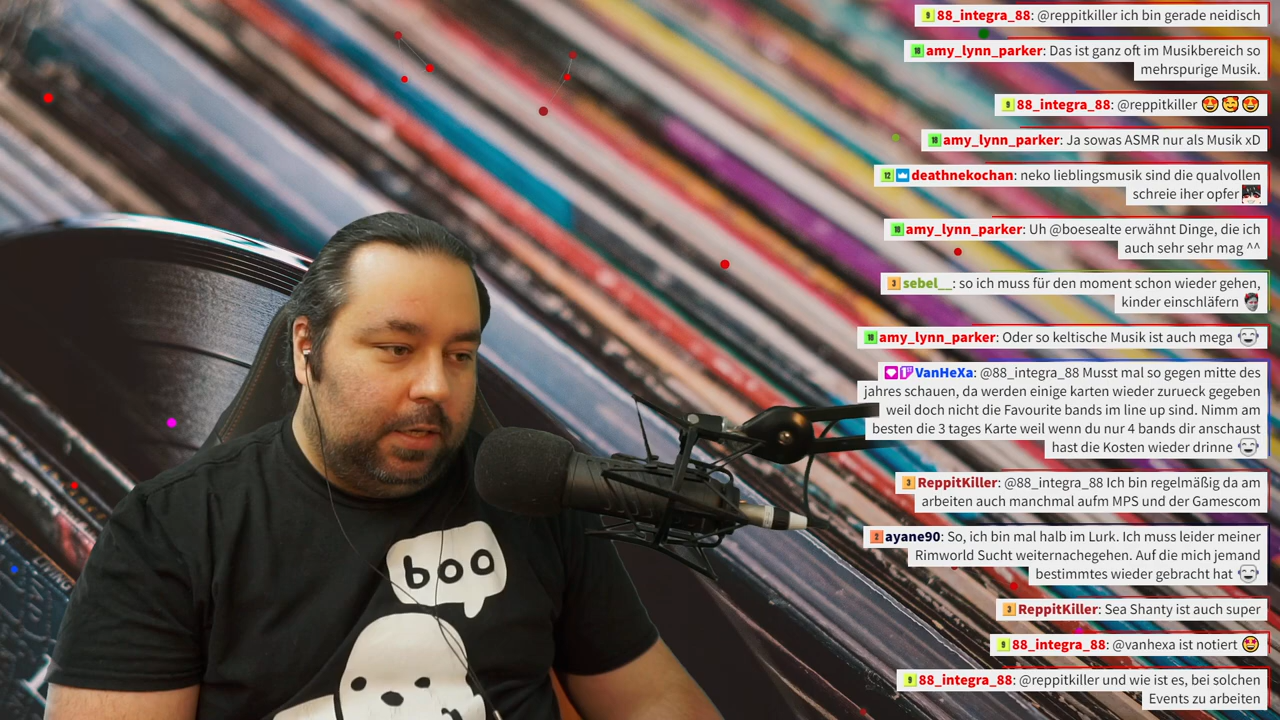 88_integra_88: @reppitkiller ich bin gerade neidisch
amy_lynn_parker: Das ist ganz oft im Musikbereich so
mehrspurige Musik.
88_integra_88: @reppitkiller
amy_lynn_parker: Ja sowas ASMR nur als Musik xD
deathnekochan: neko lieblingsmusik sind die qualvollen
schreie iher opfer
amy_lynn_parker: Uh @boesealte erwähnt Dinge, die ich
auch sehr sehr mag ^^
sebel__: so ich muss für den moment schon wieder gehen,
kinder einschläfern
amy_lynn_parker: Oder so keltische Musik ist auch mega
VanHeXa: @88_integra_88 Musst mal so gegen mitte des
jahres schauen, da werden einige karten wieder zurueck gegeben
weil doch nicht die Favourite bands im line up sind. Nimm am
besten die 3 tages Karte weil wenn du nur 4 bands dir anschaust
hast die Kosten wieder drinne
ReppitKiller: @88_integra_88 Ich bin regelmäßig da am
arbeiten auch manchmal aufm MPS und der Gamescom
ayane90: So, ich bin mal halb im Lurk. Ich muss leider meiner
Rimworld Sucht weiternachegehen. Auf die mich jemand
bestimmtes wieder gebracht hat
ReppitKiller: Sea Shanty ist auch super
88_integra_88: @vanhexa ist notiert
88_integra_88: @reppitkiller und wie ist es, bei solchen
Events zu arbeiten
boo